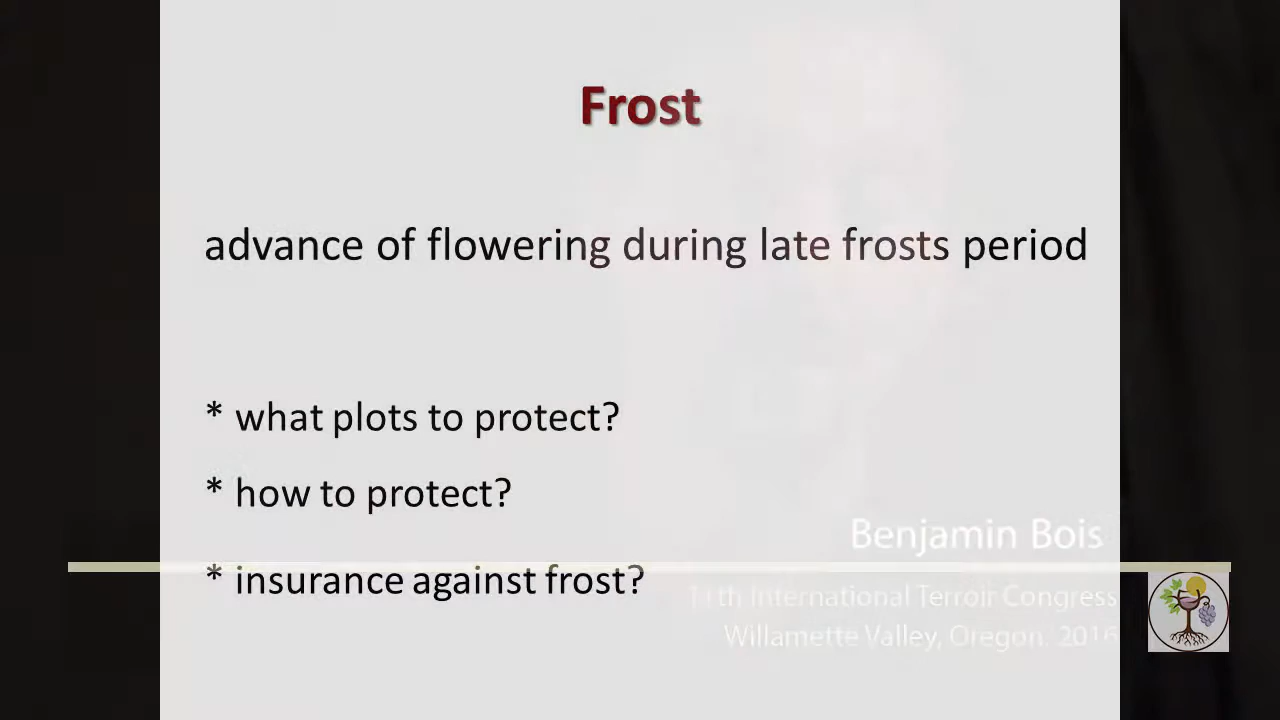 Frost
advance of flowering during late frosts period
* what plots to protect?
* how to protect?
Benjamin Bois
* insurance against frost?
11th International Terroir Congress
Willamette Valley, Oregon. 2016